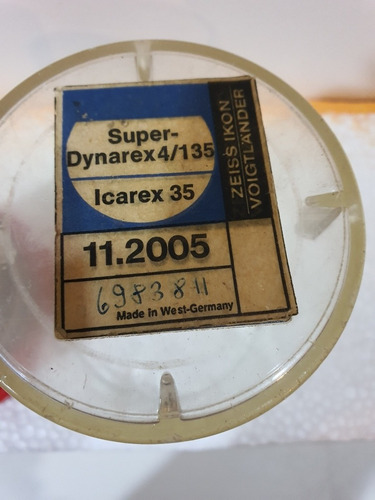 Super-
Dynarex 4/135
Icarex 35
ZEISS IKON
VOIGTLÄNDER
11.2005
6983811
Made in West-Germany